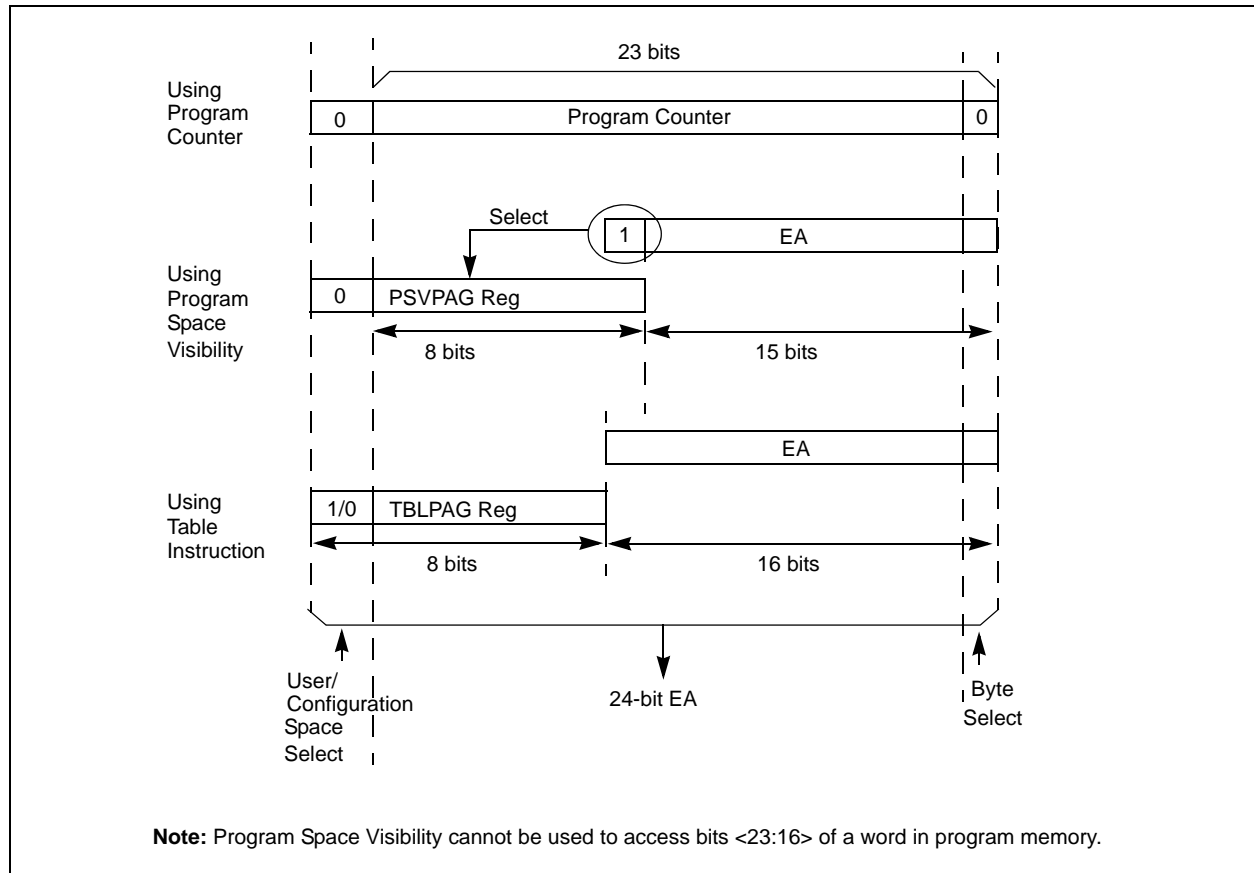 23 bits
Using
Program
Counter
0
Program Counter
0
Select
1
EA
Using
Program
Space
Visibility
0
PSVPAG Reg
8 bits
15 bits
EA
Using
Table
Instruction
1/0
TBLPAG Reg
8 bits
16 bits
User/
Configuration
Space
Select
24-bit EA
Byte
Select
Note: Program Space Visibility cannot be used to access bits <23:16> of a word in program memory.